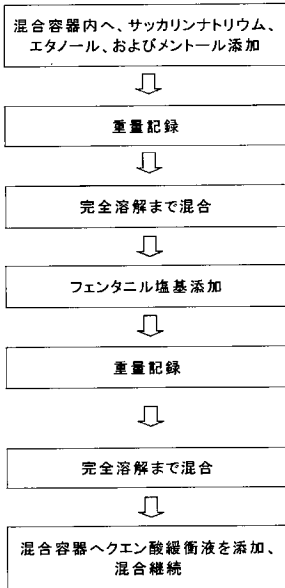 混合容器内へ、サッカリンナトリウム、
エタノール、およびメントール添加
重量記録
完全溶解まで混合
フェンタニル塩基添加
重量記録
完全溶解まで混合
混合容器へクエン酸緩衝液を添加、
混合継続